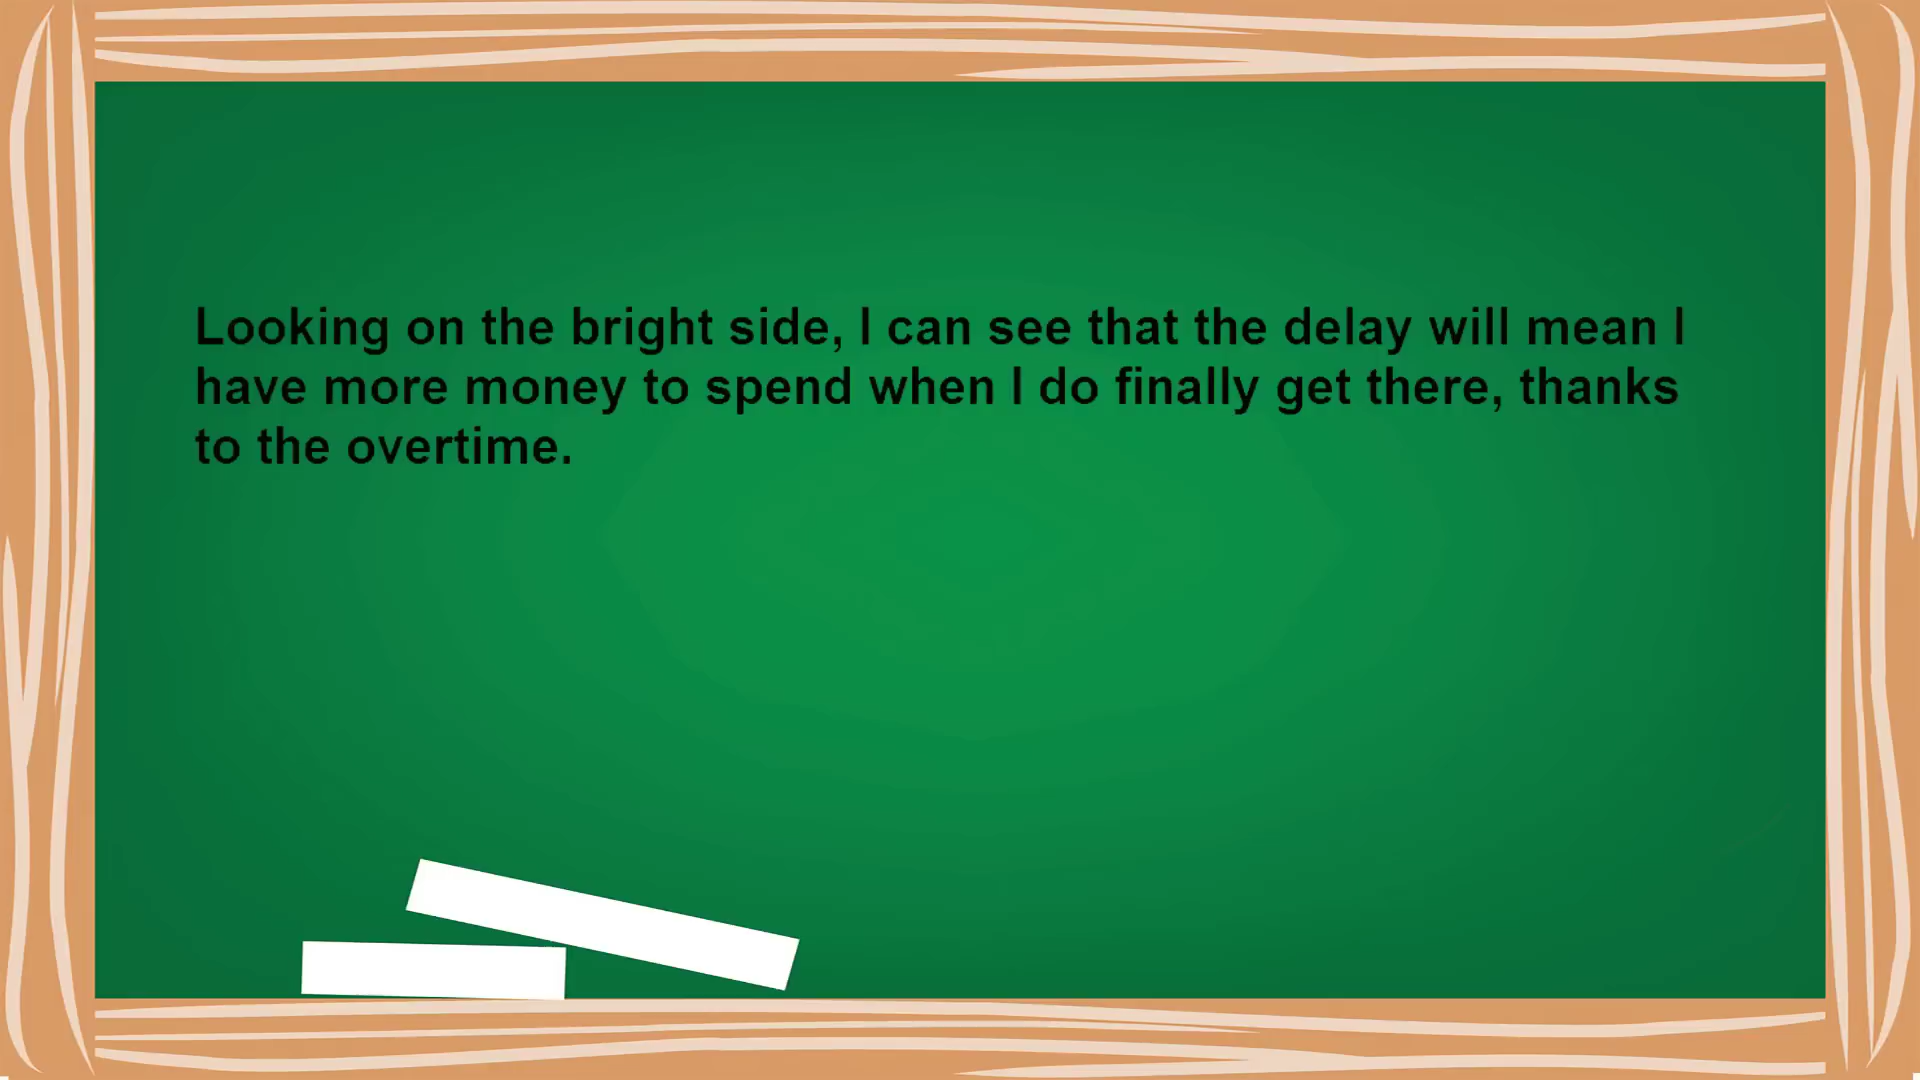 Looking on the bright side, I can see that the delay will mean I
have more money to spend when I do finally get there, thanks
to the overtime.